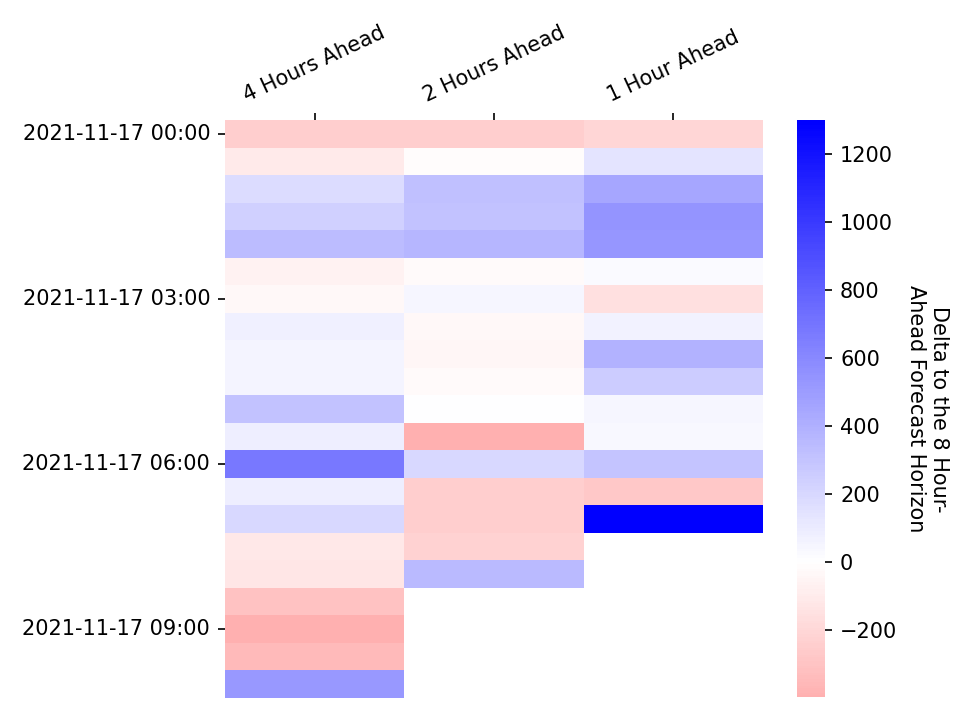 4 Hours Ahead
2 Hours Ahead
1 Hour Ahead
2021-11-17 00:00
2021-11-17 03:00
2021-11-17 06:00
2021-11-17 09:00
1200
1000
800
600
400
200
0
−200
Delta to the 8 Hour-
Ahead Forecast Horizon